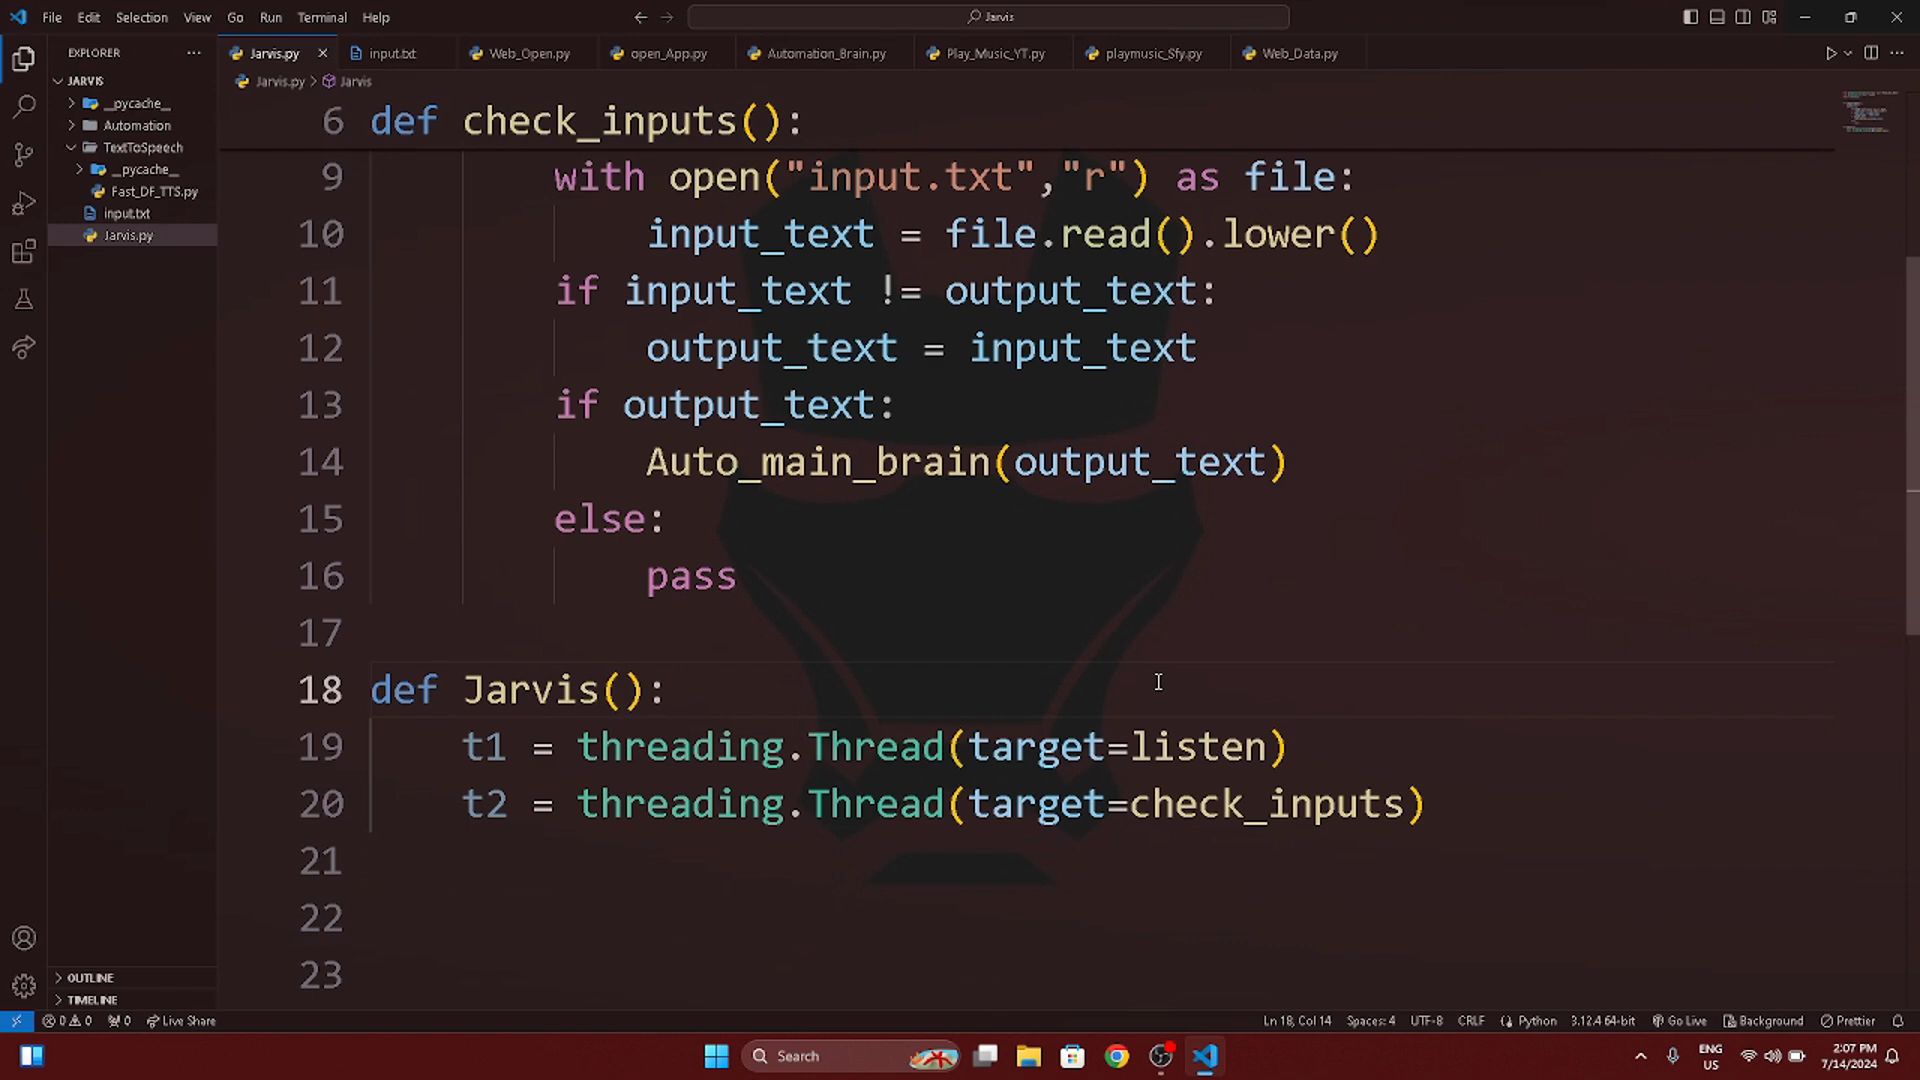 File Edit Selection View Go Run Terminal Help
Jarvis
EXPLORER
Jarvis.py
input.txt
Web_Open.py
open_App.py
Automation_Brain.py
Play_Music_YT.py
playmusic_Sfy.py
Web_Data.py
JARVIS
__pycache__
Automation
TextToSpeech
__pycache__
Fast_DF_TTS.py
input.txt
Jarvis.py
OUTLINE
TIMELINE
Jarvis.py > Jarvis
6 def check_inputs():
9 with open("input.txt","r") as file:
10 input_text = file.read().lower()
11 if input_text != output_text:
12 output_text = input_text
13 if output_text:
14 Auto_main_brain(output_text)
15 else:
16 pass
17
18 def Jarvis():
19 t1 = threading.Thread(target=listen)
20 t2 = threading.Thread(target=check_inputs)
21
22
23
0 0 0 Live Share
Ln 18, Col 14 Spaces: 4 UTF-8 CRLF Python 3.12.4 64-bit Go Live Background Prettier
Search
ENG
US
2:07 PM
7/14/2024